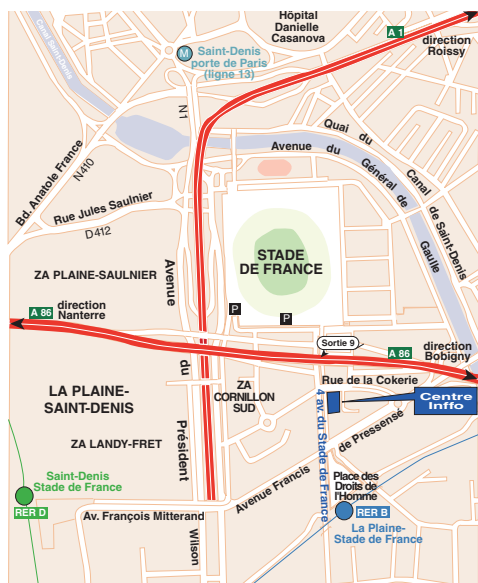 Hôpital
Danielle
Casanova
A 1
direction
Roissy
Canal Saint-Denis
M
Saint-Denis
porte de Paris
(ligne 13)
N1
Quai du
Canal
de Saint-Denis
Avenue du
Général de
Gaulle
Bd. Anatole France
N410
Rue Jules Saulnier
D412
STADE
DE FRANCE
ZA PLAINE-SAULNIER
Avenue
du
Président
Wilson
P
P
A 86
direction
Nanterre
Sortie 9
A 86
direction
Bobigny
Rue de la Cokerie
Centre
Inffo
ZA
CORNILLON
SUD
LA PLAINE-
SAINT-DENIS
ZA LANDY-FRET
4 av. du Stade de France
Avenue Francis
de Pressensé
Saint-Denis
Stade de France
RER D
Place des
Droits de
l'Homme
RER B
Av. François Mitterand
La Plaine-
Stade de France